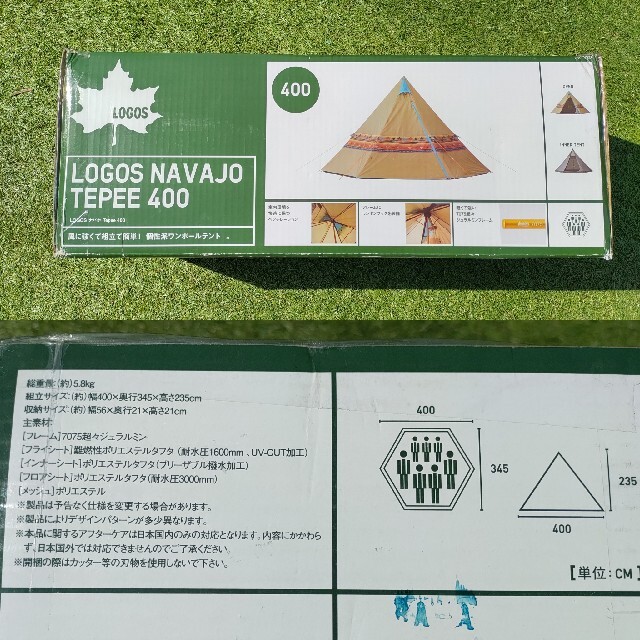 LOGOS
LOGOS NAVAJO
TEPEE 400
LOGOS ナバホ Tepee 400
風に強くて組立て簡単! 個性派ワンポールテント
400
INNER TENT
総重量:(約)5.8kg
組立サイズ:(約)幅400×奥行345×高さ235cm
収納サイズ:(約)幅56×奥行21×高さ21cm
主素材:
[フレーム]7075超々ジュラルミン
[フライシート]難燃性ポリエステルタフタ(耐水圧1600mm、UV-CUT加工)
[インナーシート]ポリエステルタフタ(ブリーザブル撥水加工)
[フロアシート]ポリエステルタフタ(耐水圧3000mm)
[メッシュ]ポリエステル
※製品は予告なく仕様を変更する場合があります。
※製品によりデザインパターンが多少異なります。
※本品に関するアフターケアは日本国内のみの対応となります。内容にかかわら
ず、日本国外では対応できませんのでご了承ください。
※開梱の際はカッター等の刃物を使用しないで下さい。
400
345
235
400
[単位:CM]